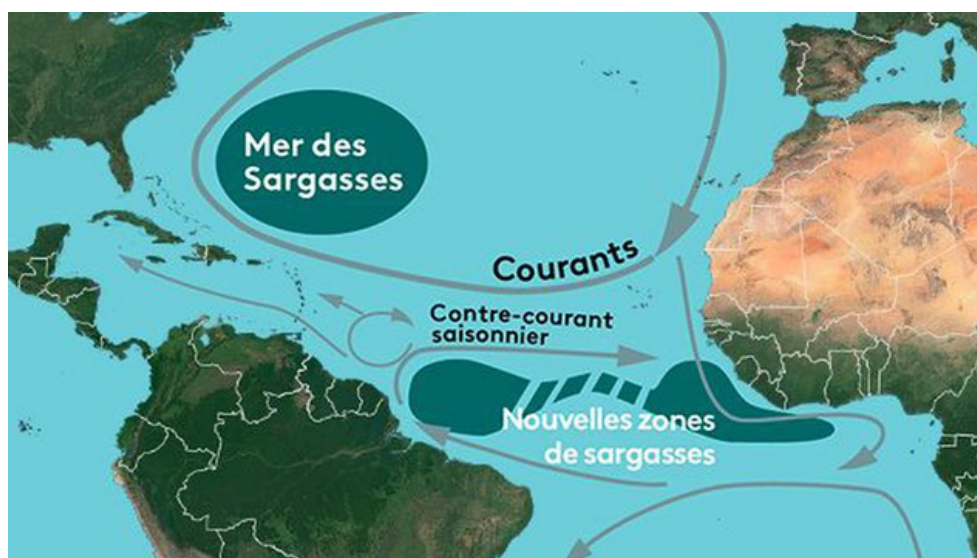 Mer des
Sargasses
Courants
Contre-courant
saisonnier
Nouvelles zones
de sargasses